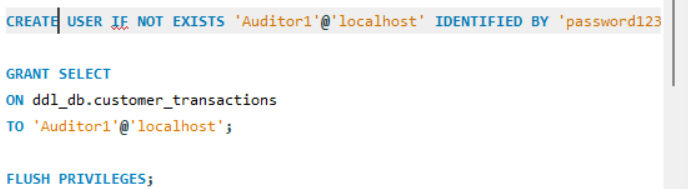 CREATE USER IF NOT EXISTS 'Auditor1'@'localhost' IDENTIFIED BY 'password123
GRANT SELECT
ON ddl_db.customer_transactions
TO 'Auditor1'@'localhost';
FLUSH PRIVILEGES;